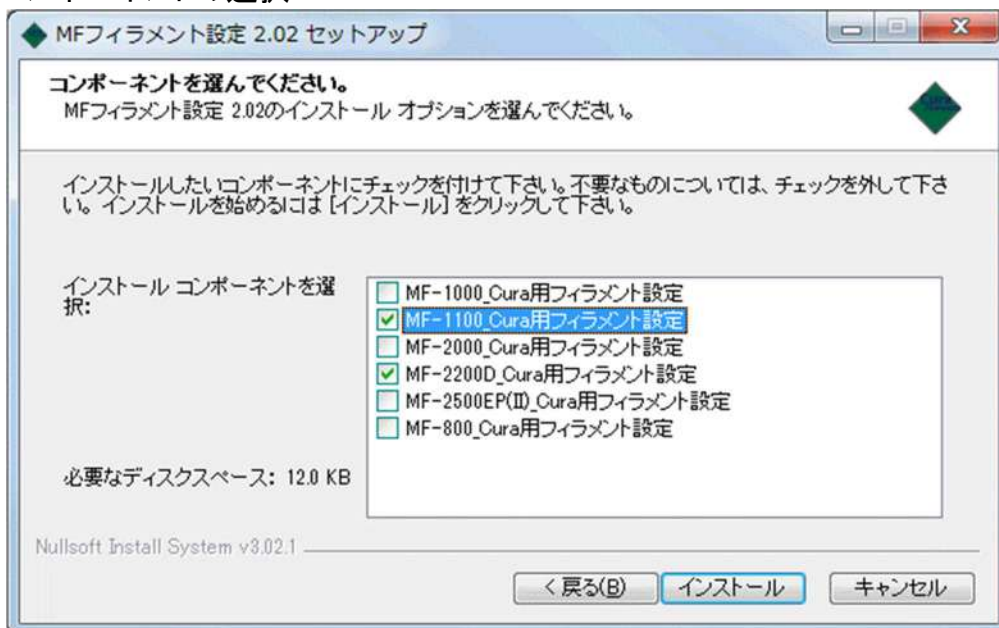 MFフィラメント設定 2.02 セットアップ
コンポーネントを選んでください。
MFフィラメント設定 2.02のインストール オプションを選んでください。
Cura
インストールしたいコンポーネントにチェックを付けて下さい。不要なものについては、チェックを外して下さ
い。インストールを始めるには [インストール] をクリックして下さい。
インストール コンポーネントを選
択:
MF-1000_Cura用フィラメント設定
MF-1100_Cura用フィラメント設定
MF-2000_Cura用フィラメント設定
MF-2200D_Cura用フィラメント設定
MF-2500EP(Ⅱ)_Cura用フィラメント設定
MF-800_Cura用フィラメント設定
必要なディスクスペース: 12.0 KB
Nullsoft Install System v3.02.1
< 戻る(B)
インストール
キャンセル